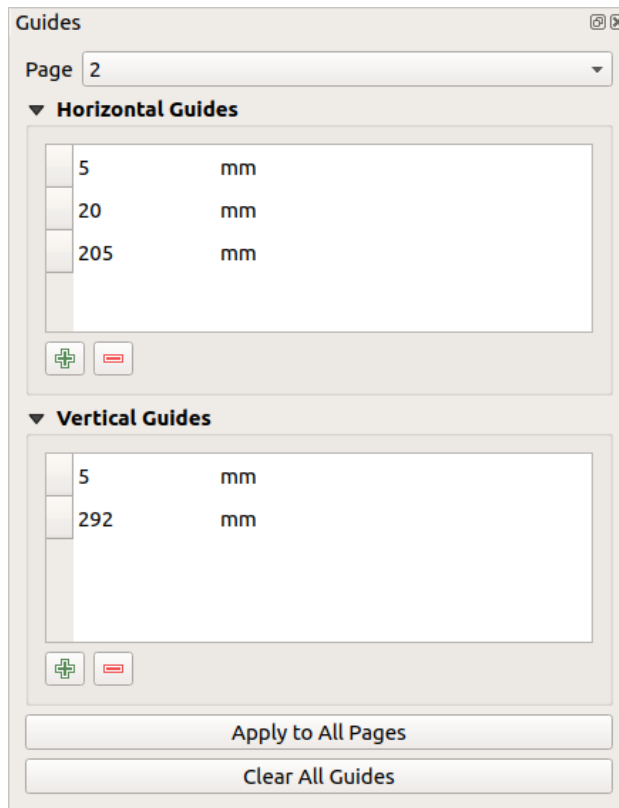 Guides
Page 2
Horizontal Guides
5 mm
20 mm
205 mm
Vertical Guides
5 mm
292 mm
Apply to All Pages
Clear All Guides